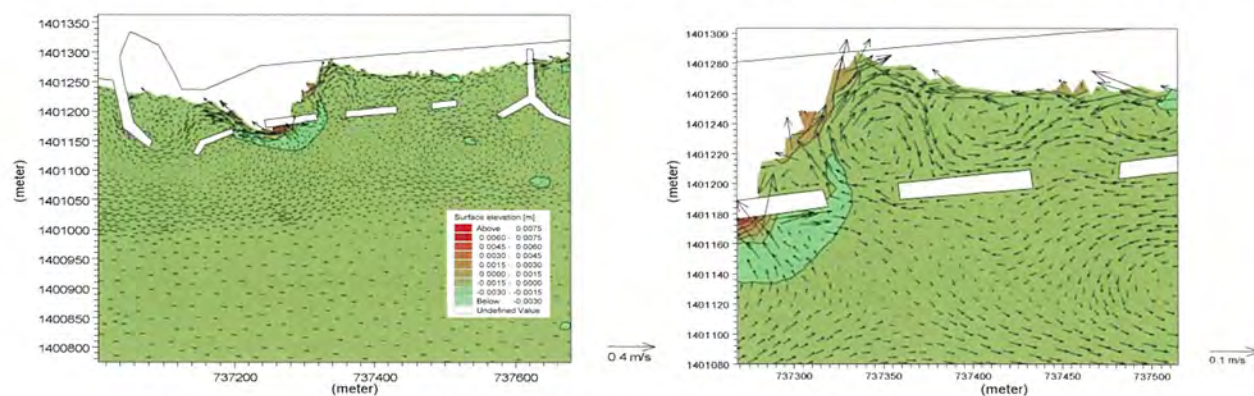 1401350
1401300
1401250
1401200
1401150
1401100
1401050
1401000
1400950
1400900
1400850
1400800
(meter)
Surface elevation [m]
Above 0.0075
0.0060 - 0.0075
0.0045 - 0.0060
0.0030 - 0.0045
0.0015 - 0.0030
0.0000 - 0.0015
-0.0015 - 0.0000
-0.0030 - -0.0015
Below -0.0030
Undefined Value
737200
737400
737600
(meter)
0.4 m/s
1401300
1401280
1401260
1401240
1401220
1401200
1401180
1401160
1401140
1401120
1401100
1401080
(meter)
737300
737350
737400
737450
737500
(meter)
0.1 m/s